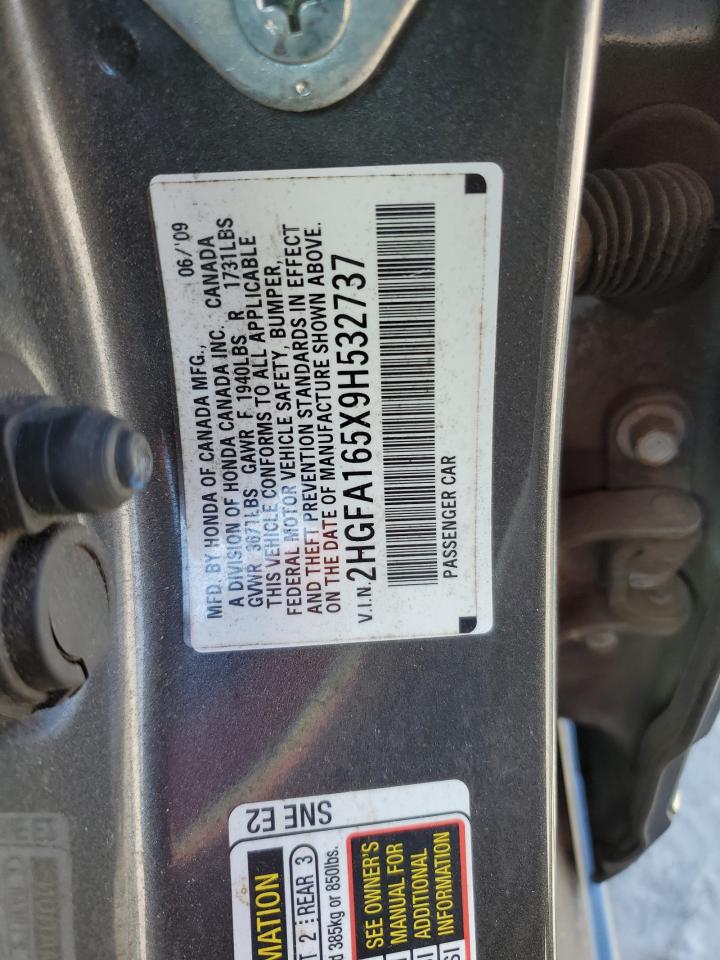 MFD. BY HONDA OF CANADA MFG., 06/'09
A DIVISION OF HONDA CANADA INC. CANADA
GVWR 3671LBS GAWR F 1940LBS R 1731LBS
THIS VEHICLE CONFORMS TO ALL APPLICABLE
FEDERAL MOTOR VEHICLE SAFETY, BUMPER,
AND THEFT PREVENTION STANDARDS IN EFFECT
ON THE DATE OF MANUFACTURE SHOWN ABOVE.
V.I.N. 2HGFA165X9H532737
PASSENGER CAR
SNE E2
2 REAR 3
385kg or 850lbs.
SEE OWNER'S
MANUAL FOR
ADDITIONAL
INFORMATION